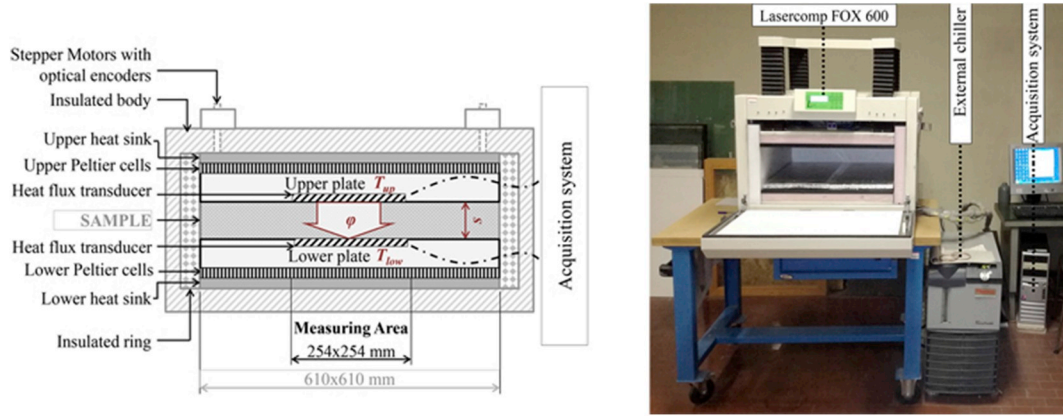 Stepper Motors with
optical encoders
Insulated body
Upper heat sink
Upper Peltier cells
Heat flux transducer
SAMPLE
Heat flux transducer
Lower Peltier cells
Lower heat sink
Insulated ring
Upper plate T_up
φ
s
Lower plate T_low
Measuring Area
254x254 mm
610x610 mm
Acquisition system
Lasercomp FOX 600
External chiller
Acquisition system